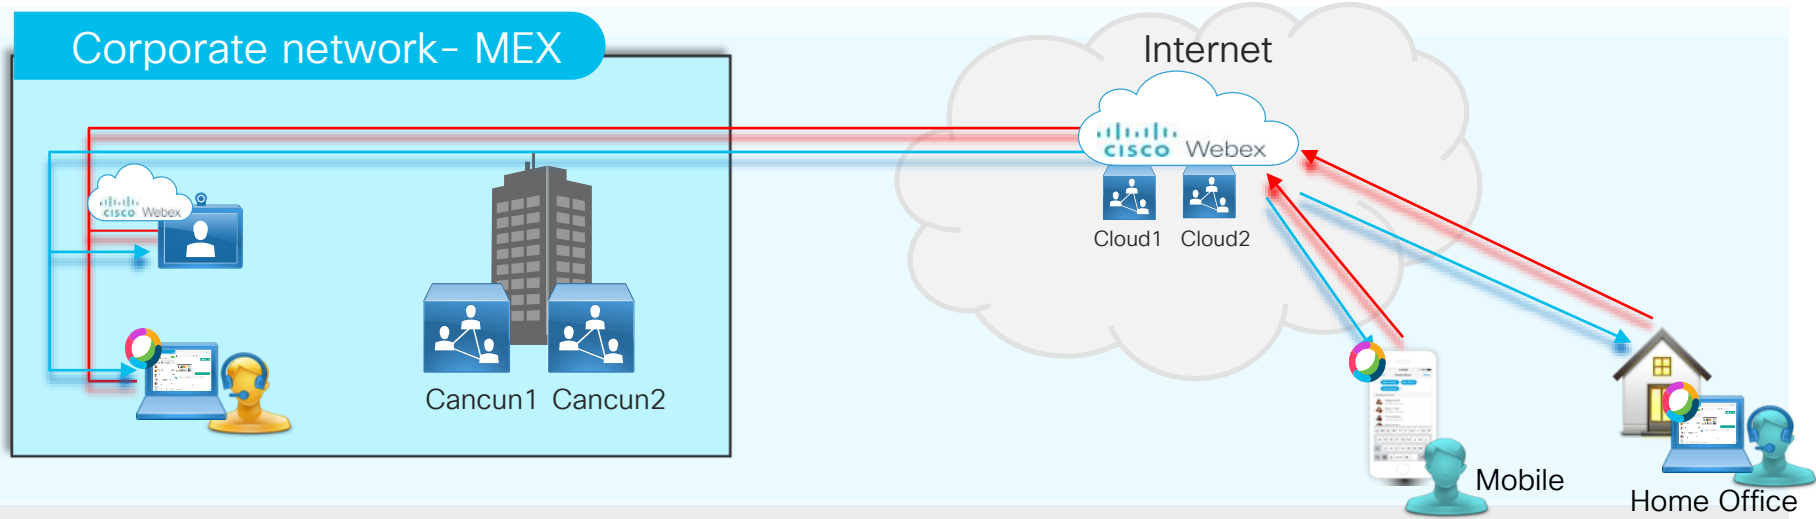 Corporate network- MEX
Internet
CISCO Webex
Cloud1 Cloud2
CISCO Webex
Cancun1 Cancun2
Mobile
Home Office